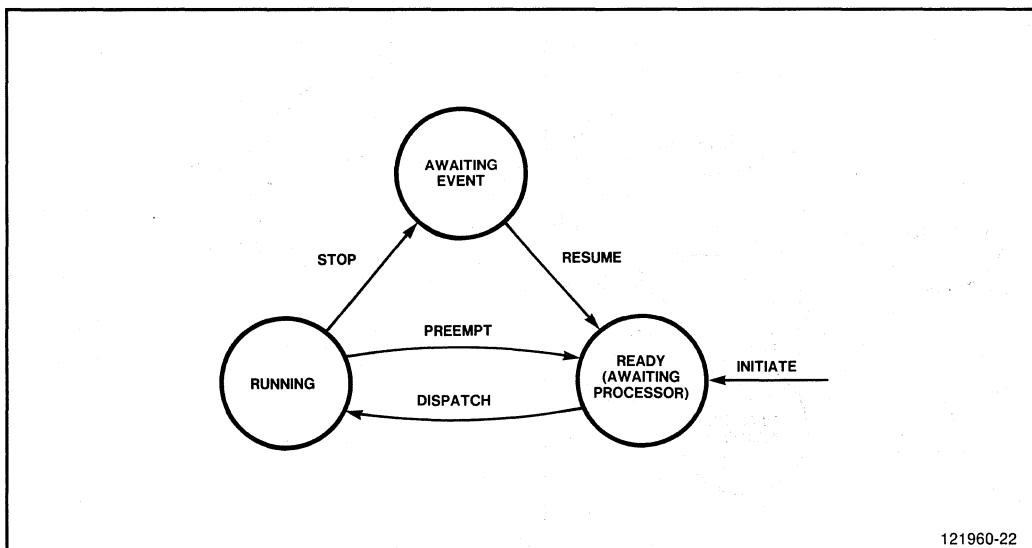 AWAITING
EVENT
STOP
RESUME
PREEMPT
RUNNING
READY
(AWAITING
PROCESSOR)
INITIATE
DISPATCH
121960-22